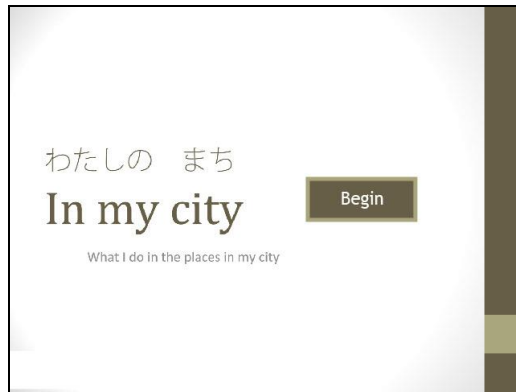 わたしの　まち
In my city
Begin
What I do in the places in my city